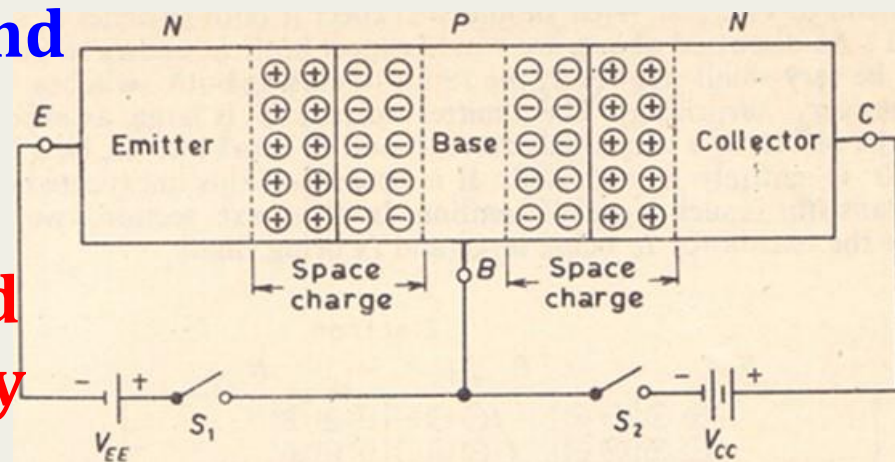 N P N
nd
E C
Emitter Base Collector
B
Space charge Space charge
d
y
- + - +
S₁ S₂
V_EE V_CC